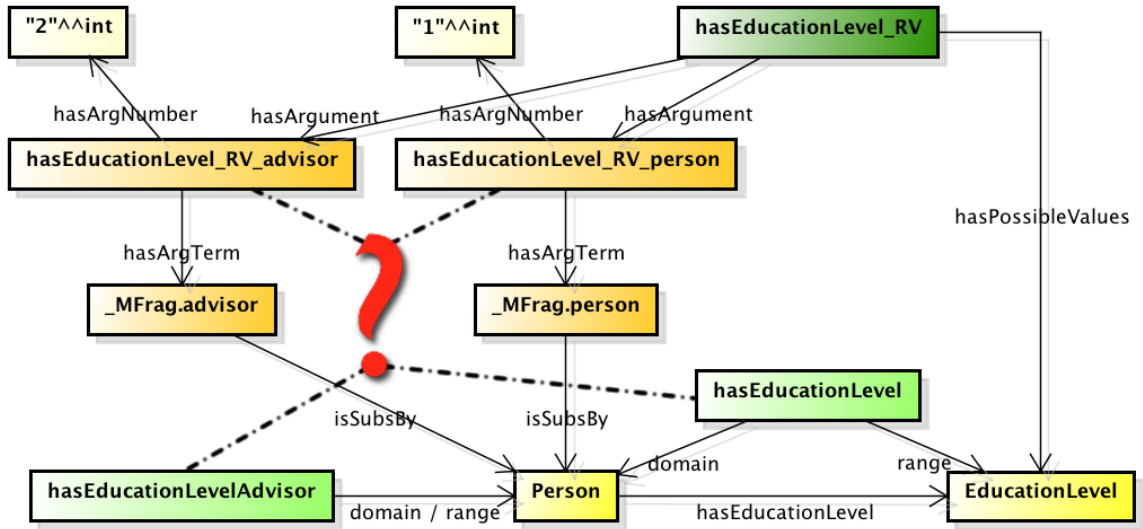 "2"^^int
"1"^^int
hasEducationLevel_RV
hasArgNumber
hasArgument
hasArgNumber
hasArgument
hasEducationLevel_RV_advisor
hasEducationLevel_RV_person
hasPossibleValues
hasArgTerm
hasArgTerm
?
_MFrag.advisor
_MFrag.person
hasEducationLevel
isSubsBy
isSubsBy
domain
range
hasEducationLevelAdvisor
domain / range
Person
hasEducationLevel
EducationLevel